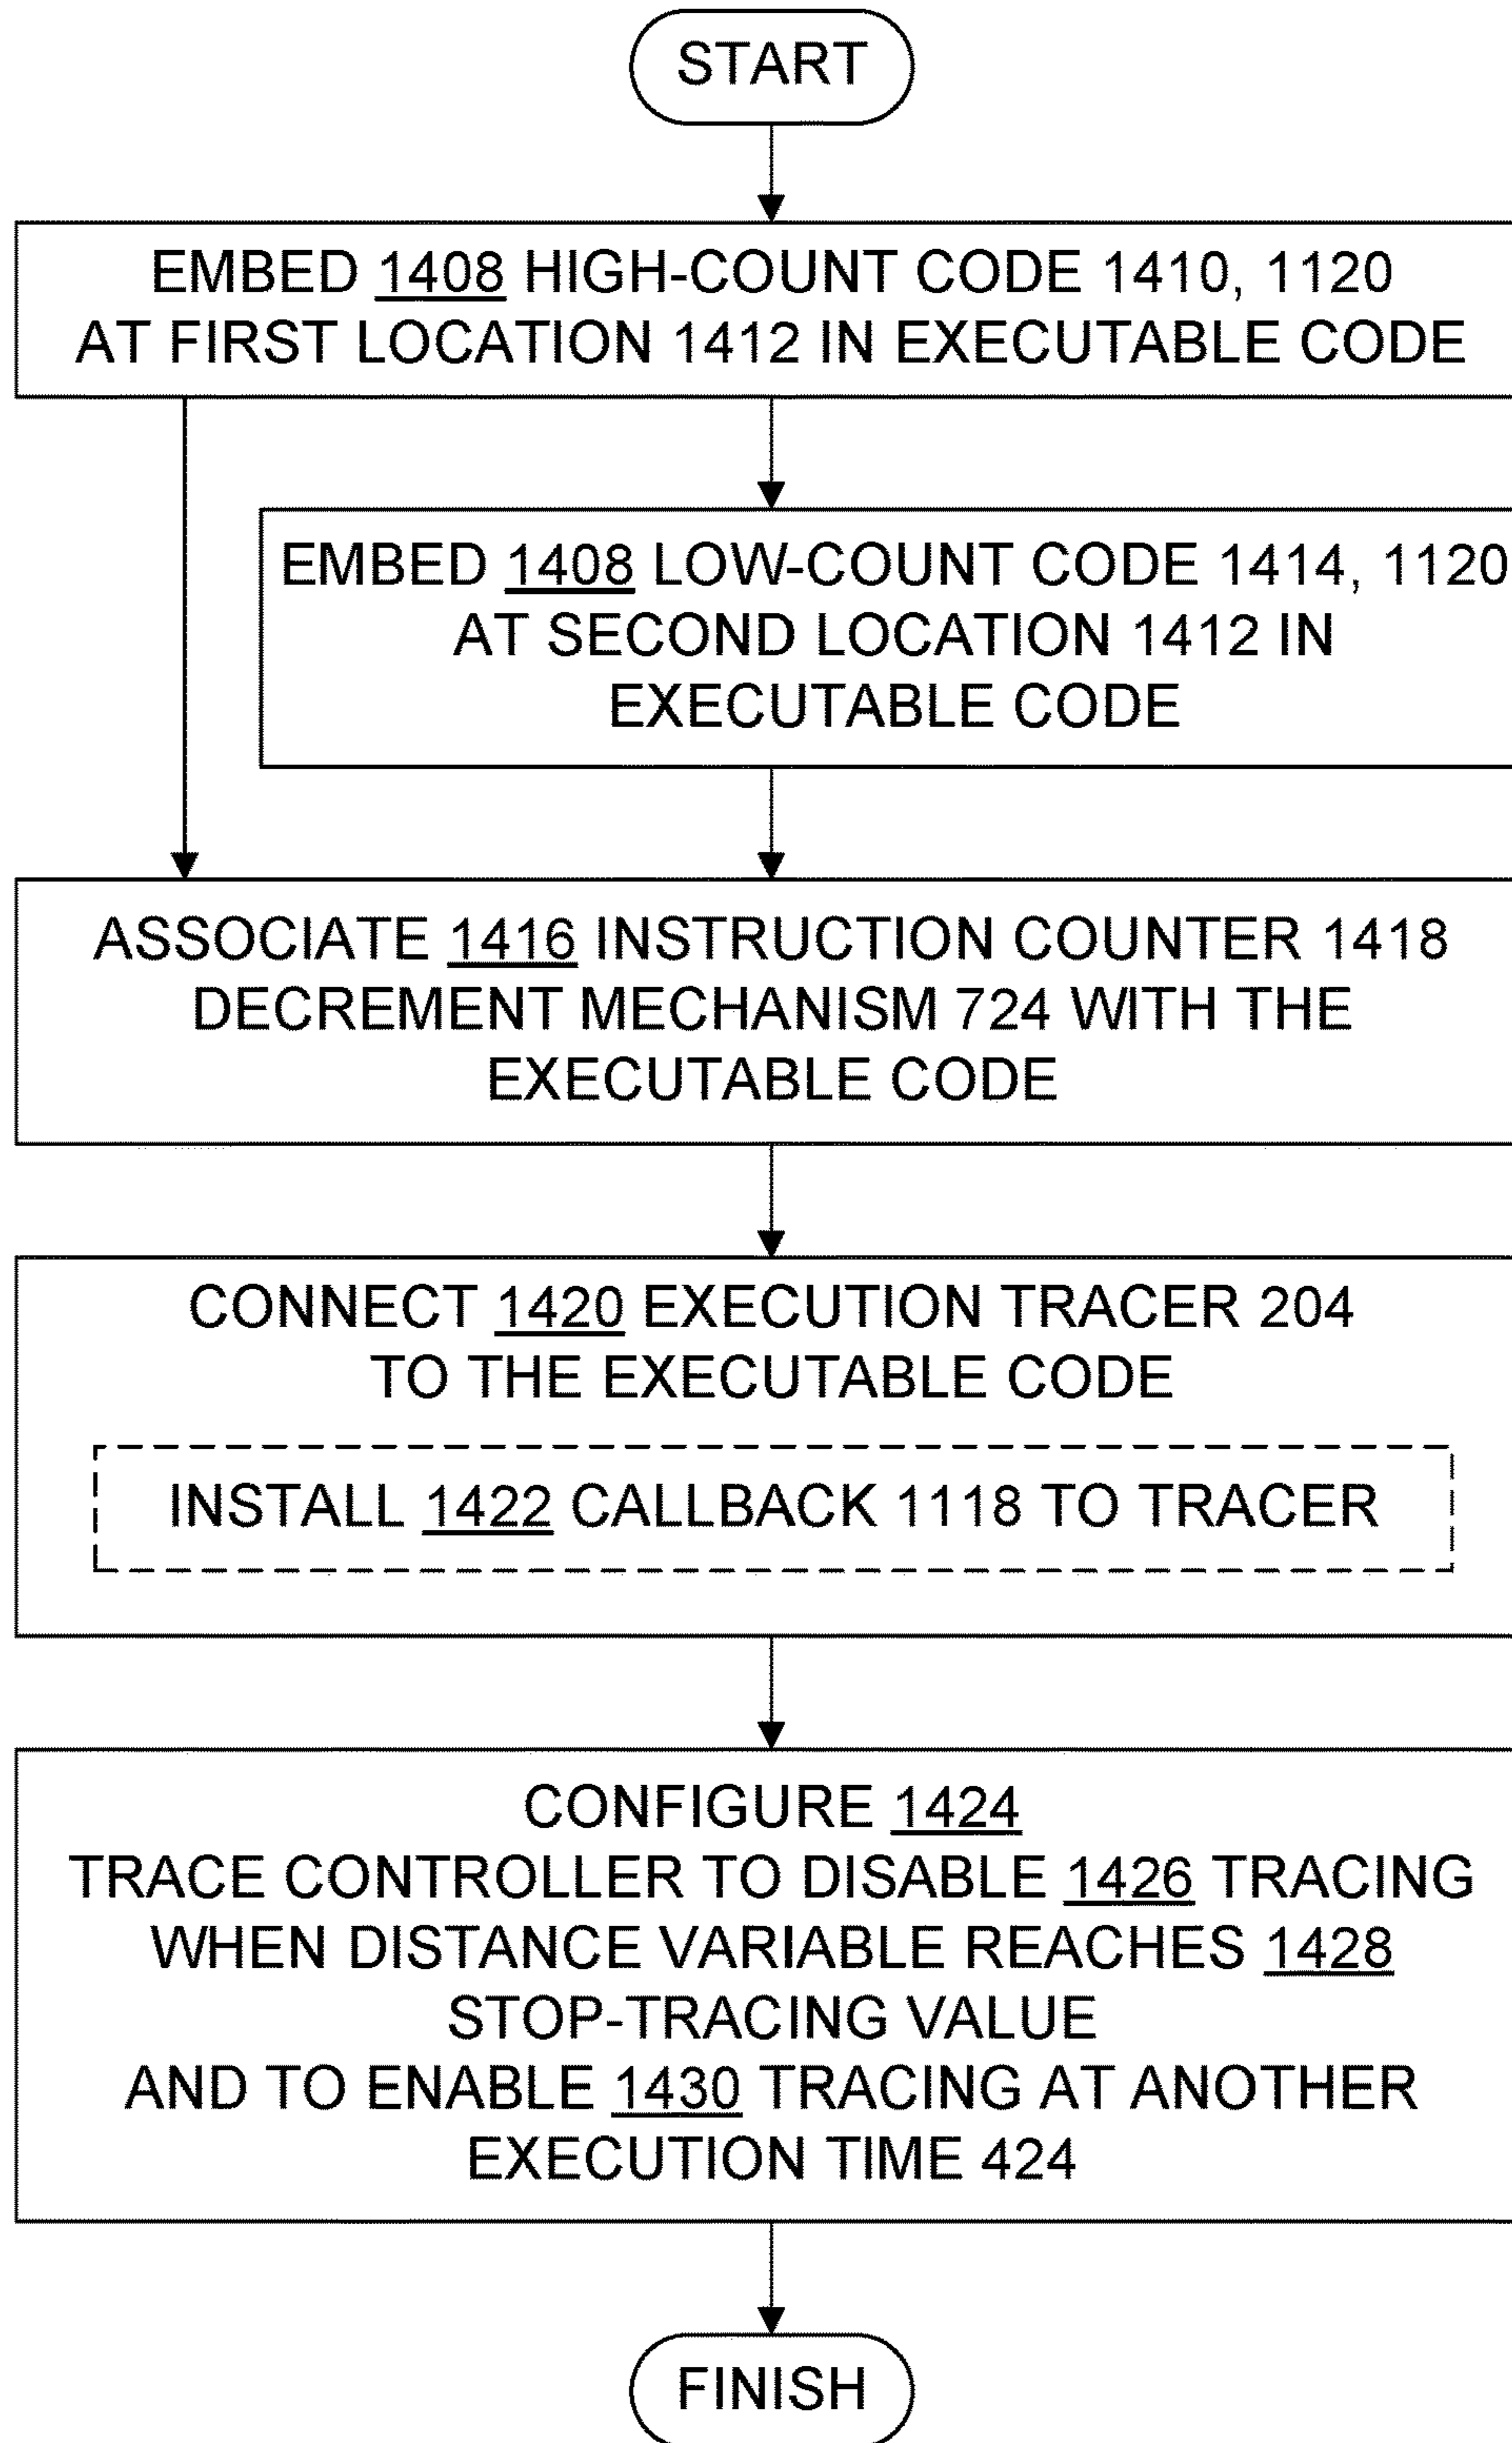 START
EMBED 1408 HIGH-COUNT CODE 1410, 1120
AT FIRST LOCATION 1412 IN EXECUTABLE CODE
EMBED 1408 LOW-COUNT CODE 1414, 1120
AT SECOND LOCATION 1412 IN
EXECUTABLE CODE
ASSOCIATE 1416 INSTRUCTION COUNTER 1418
DECREMENT MECHANISM 724 WITH THE
EXECUTABLE CODE
CONNECT 1420 EXECUTION TRACER 204
TO THE EXECUTABLE CODE
INSTALL 1422 CALLBACK 1118 TO TRACER
CONFIGURE 1424
TRACE CONTROLLER TO DISABLE 1426 TRACING
WHEN DISTANCE VARIABLE REACHES 1428
STOP-TRACING VALUE
AND TO ENABLE 1430 TRACING AT ANOTHER
EXECUTION TIME 424
FINISH